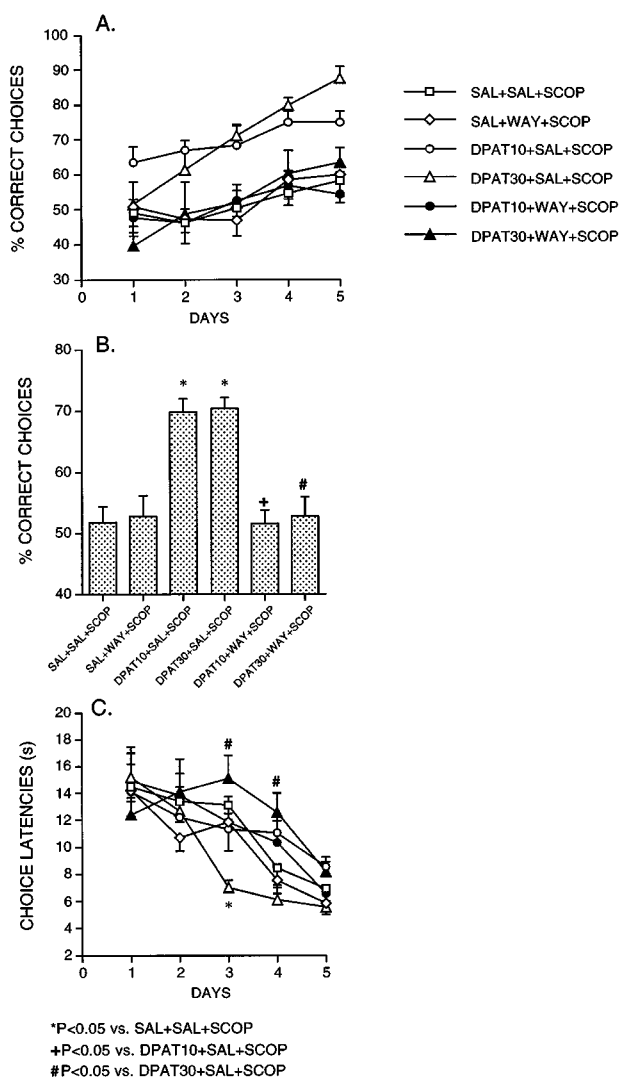 A.
100
90
80
70
60
50
40
30
% CORRECT CHOICES
0 1 2 3 4 5
DAYS
SAL+SAL+SCOP
SAL+WAY+SCOP
DPAT10+SAL+SCOP
DPAT30+SAL+SCOP
DPAT10+WAY+SCOP
DPAT30+WAY+SCOP
B.
80
70
60
50
40
% CORRECT CHOICES
* *
+ #
SAL+SAL+SCOP
SAL+WAY+SCOP
DPAT10+SAL+SCOP
DPAT30+SAL+SCOP
DPAT10+WAY+SCOP
DPAT30+WAY+SCOP
C.
20
18
16
14
12
10
8
6
4
2
CHOICE LATENCIES (s)
#
#
*
0 1 2 3 4 5
DAYS
*P<0.05 vs. SAL+SAL+SCOP
+P<0.05 vs. DPAT10+SAL+SCOP
#P<0.05 vs. DPAT30+SAL+SCOP